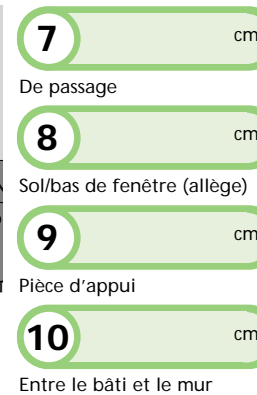 7 cm
De passage
8 cm
Sol/bas de fenêtre (allège)
9 cm
Pièce d'appui
10 cm
Entre le bâti et le mur